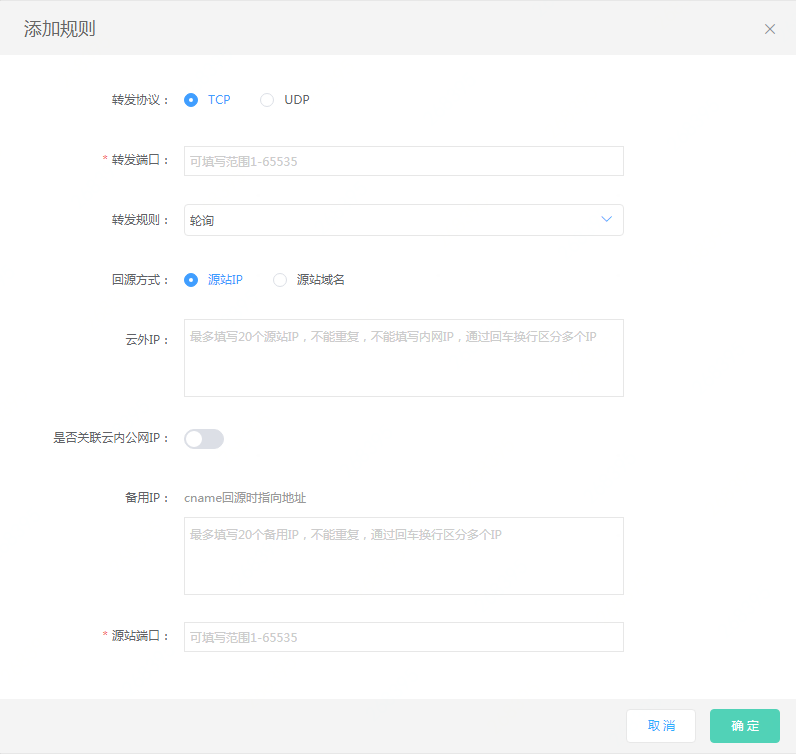 添加规则
转发协议： TCP UDP
* 转发端口： 可填写范围1-65535
转发规则： 轮询
回源方式： 源站IP 源站域名
云外IP： 最多填写20个源站IP，不能重复，不能填写内网IP，通过回车换行区分多个IP
是否关联云内公网IP：
备用IP： cname回源时指向地址
最多填写20个备用IP，不能重复，通过回车换行区分多个IP
* 源站端口： 可填写范围1-65535
取消 确定